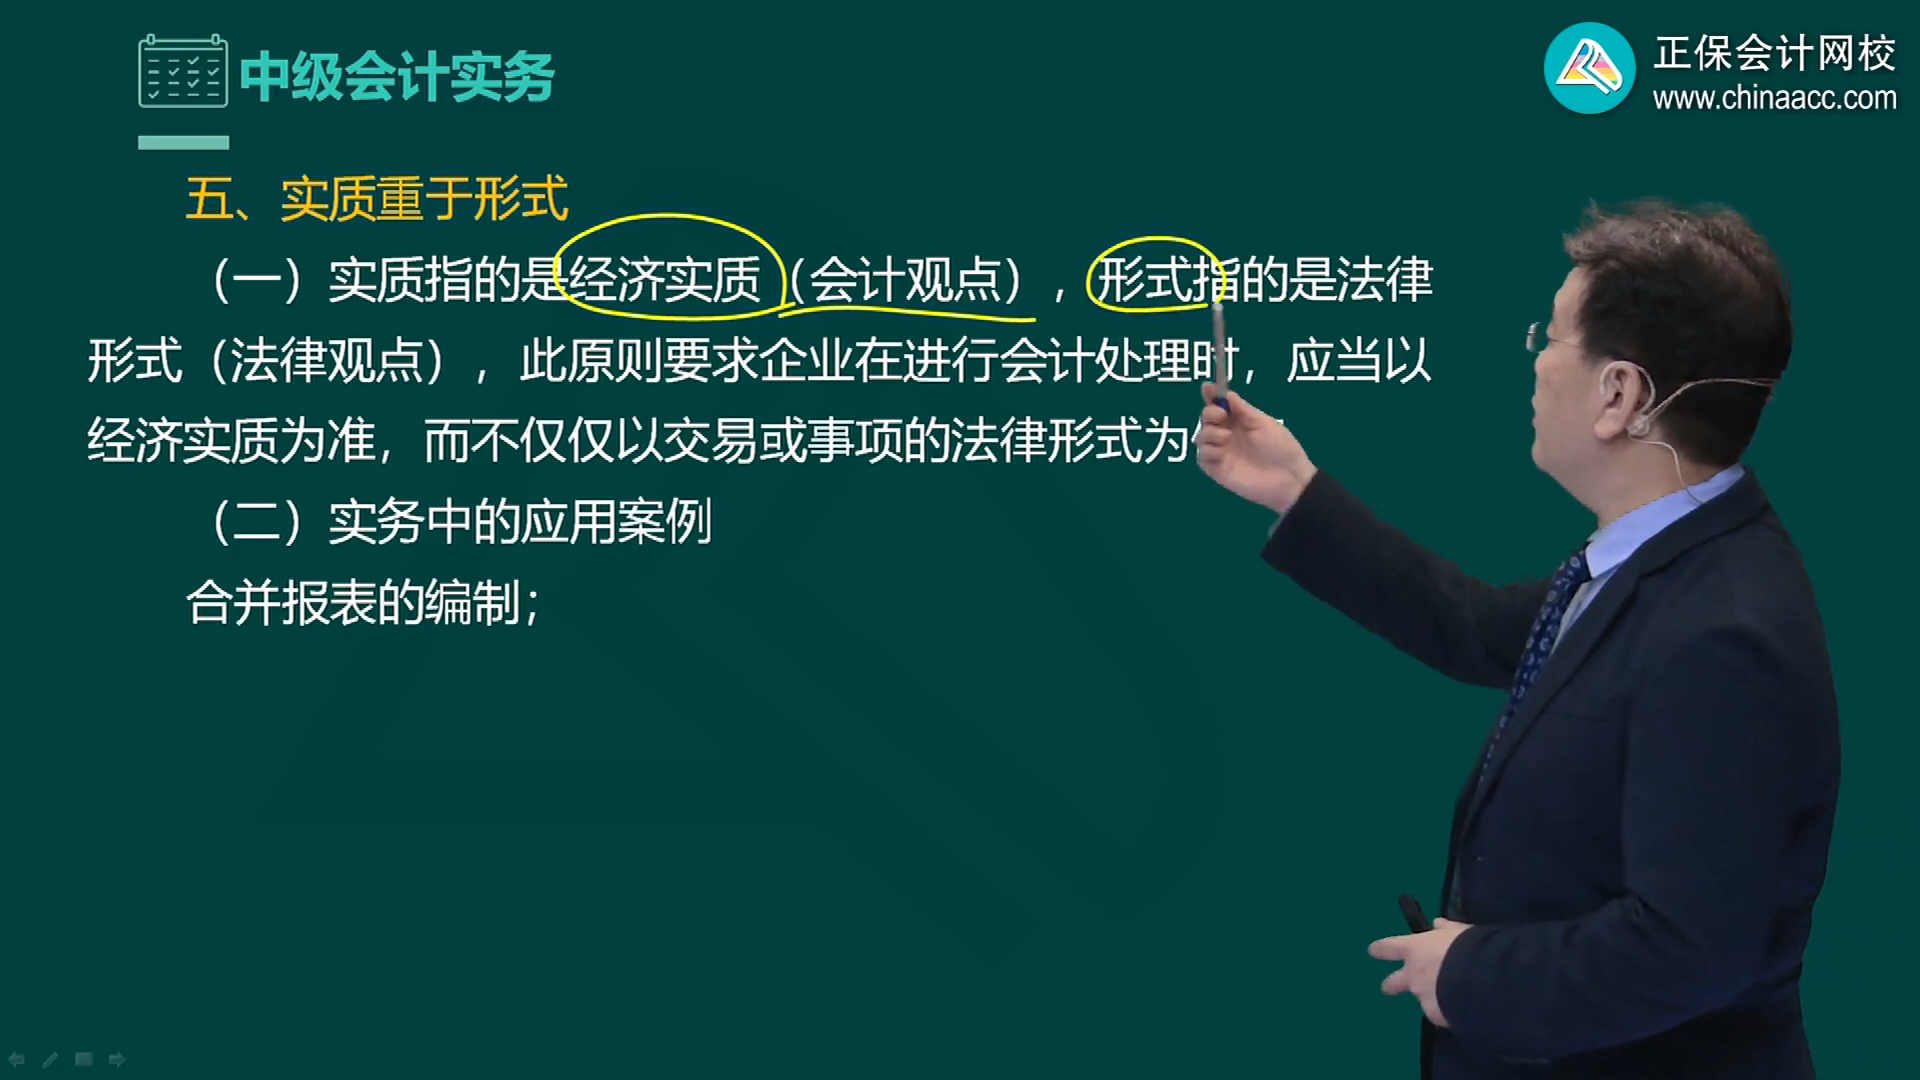 中级会计实务
正保会计网校
www.chinaacc.com
五、实质重于形式
（一）实质指的是经济实质（会计观点），形式指的是法律
形式（法律观点），此原则要求企业在进行会计处理时，应当以
经济实质为准，而不仅仅以交易或事项的法律形式为
（二）实务中的应用案例
合并报表的编制；